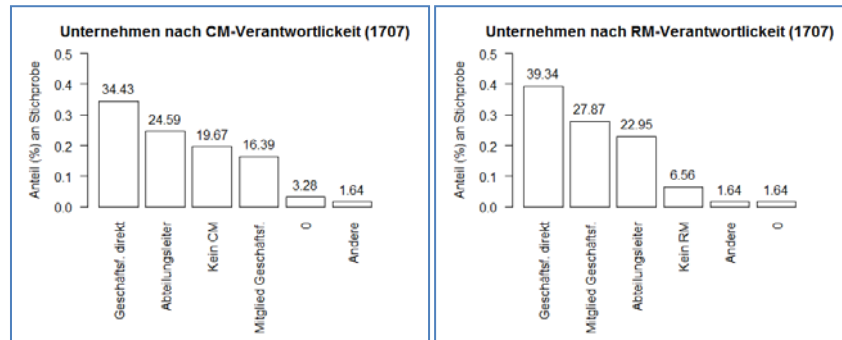 Unternehmen nach CM-Verantwortlickeit (1707)
Anteil (%) an Stichprobe
0.5
0.4
0.3
0.2
0.1
0.0
34.43
24.59
19.67
16.39
3.28
1.64
Geschäftsf. direkt
Abteilungsleiter
Kein CM
Mitglied Geschäftsf.
0
Andere
Unternehmen nach RM-Verantwortlickeit (1707)
Anteil (%) an Stichprobe
0.5
0.4
0.3
0.2
0.1
0.0
39.34
27.87
22.95
6.56
1.64
1.64
Geschäftsf. direkt
Mitglied Geschäftsf.
Abteilungsleiter
Kein RM
Andere
0